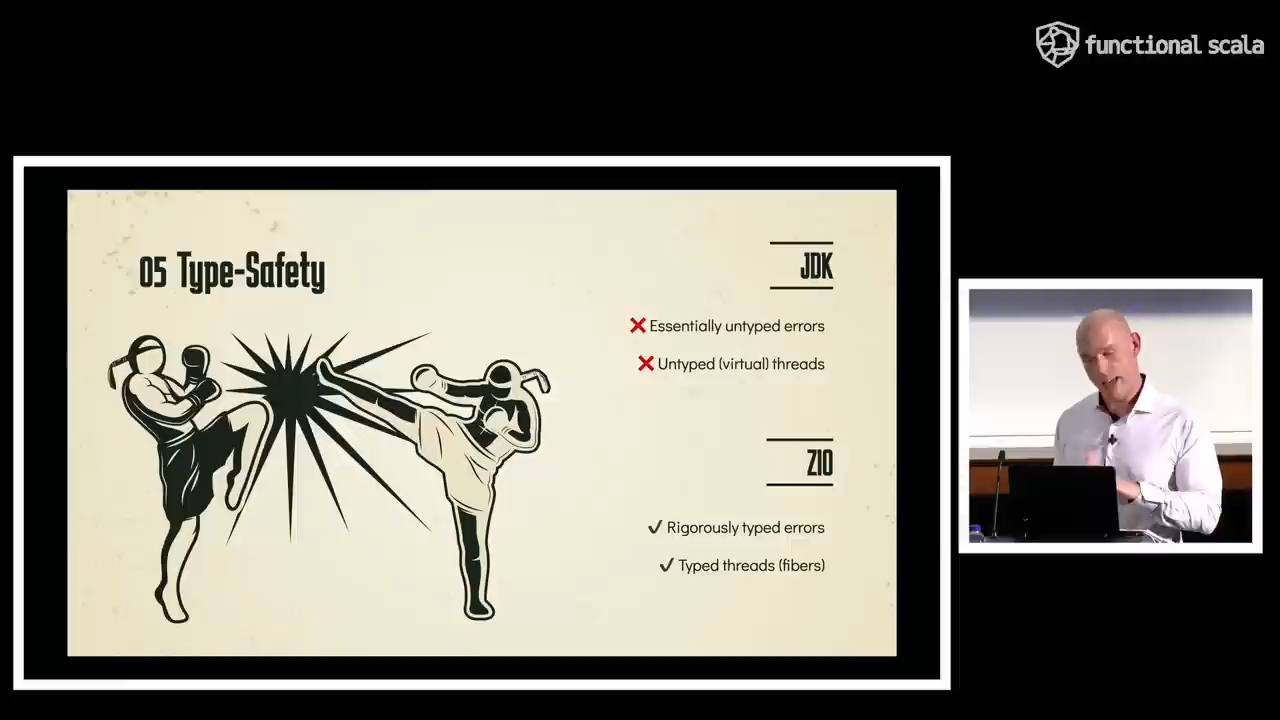 functional scala
05 Type-Safety
JDK
❌ Essentially untyped errors
❌ Untyped (virtual) threads
ZIO
✓ Rigorously typed errors
✓ Typed threads (fibers)